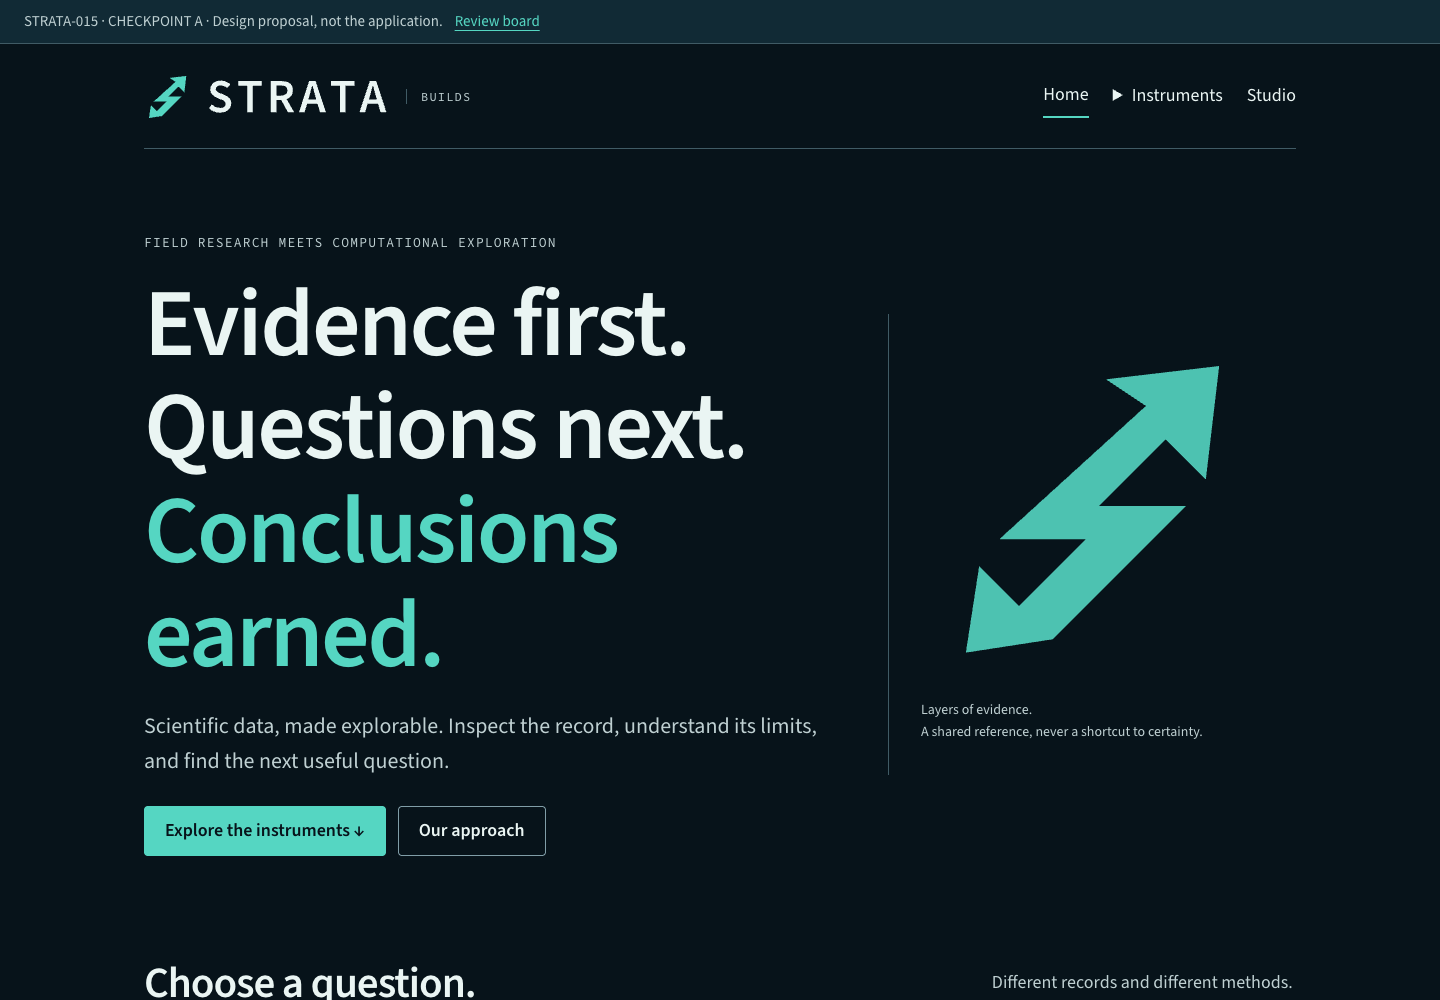 STRATA-015 · CHECKPOINT A · Design proposal, not the application. Review board
STRATA BUILDS
Home ▶ Instruments Studio
FIELD RESEARCH MEETS COMPUTATIONAL EXPLORATION
Evidence first.
Questions next.
Conclusions
earned.
Scientific data, made explorable. Inspect the record, understand its limits,
and find the next useful question.
Explore the instruments ↓
Our approach
Layers of evidence.
A shared reference, never a shortcut to certainty.
Choose a question.
Different records and different methods.